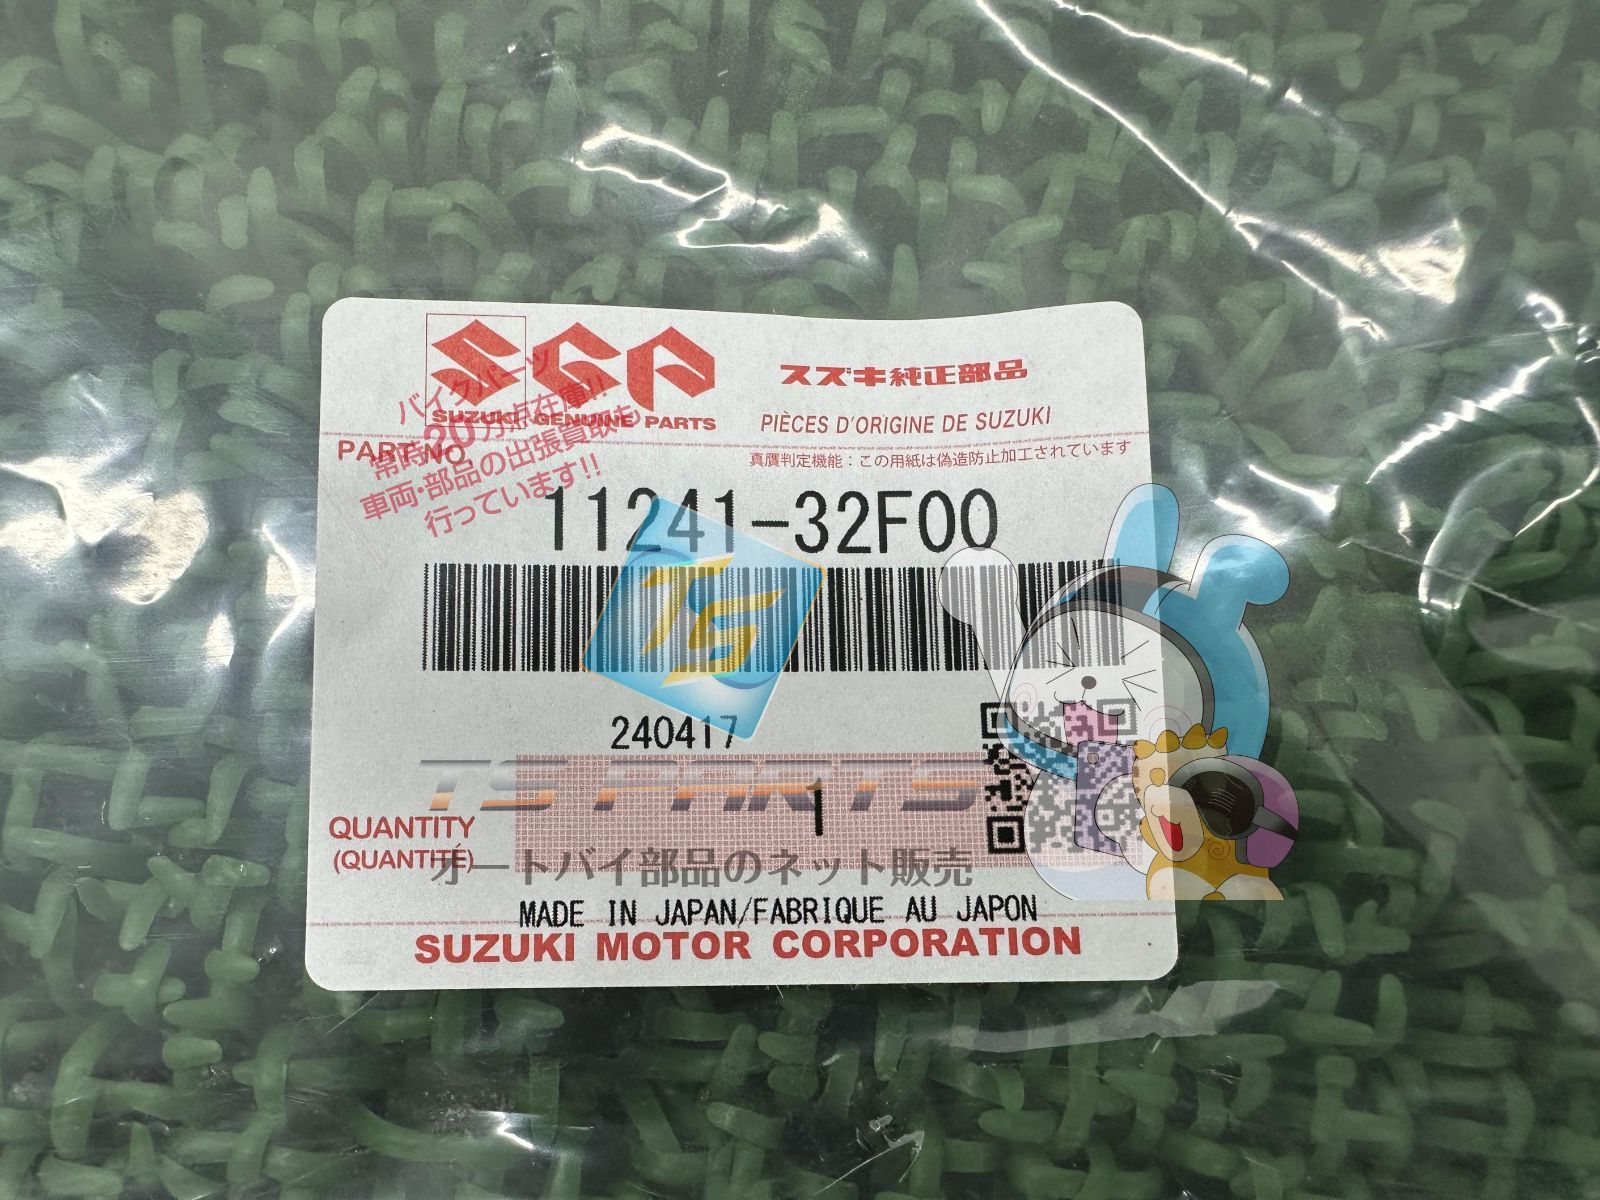 SGP
SUZUKI GENUINE PARTS
スズキ純正部品
PIÈCES D'ORIGINE DE SUZUKI
PART NO.
真贋判定機能：この用紙は偽造防止加工されています
バイクパーツ
常時20万点在庫!!
車両・部品の出張買取も
行っています!!
11241-32F00
TS
240417
TS PARTS
1
QUANTITY
(QUANTITÉ)
オートバイ部品のネット販売
MADE IN JAPAN/FABRIQUE AU JAPON
SUZUKI MOTOR CORPORATION